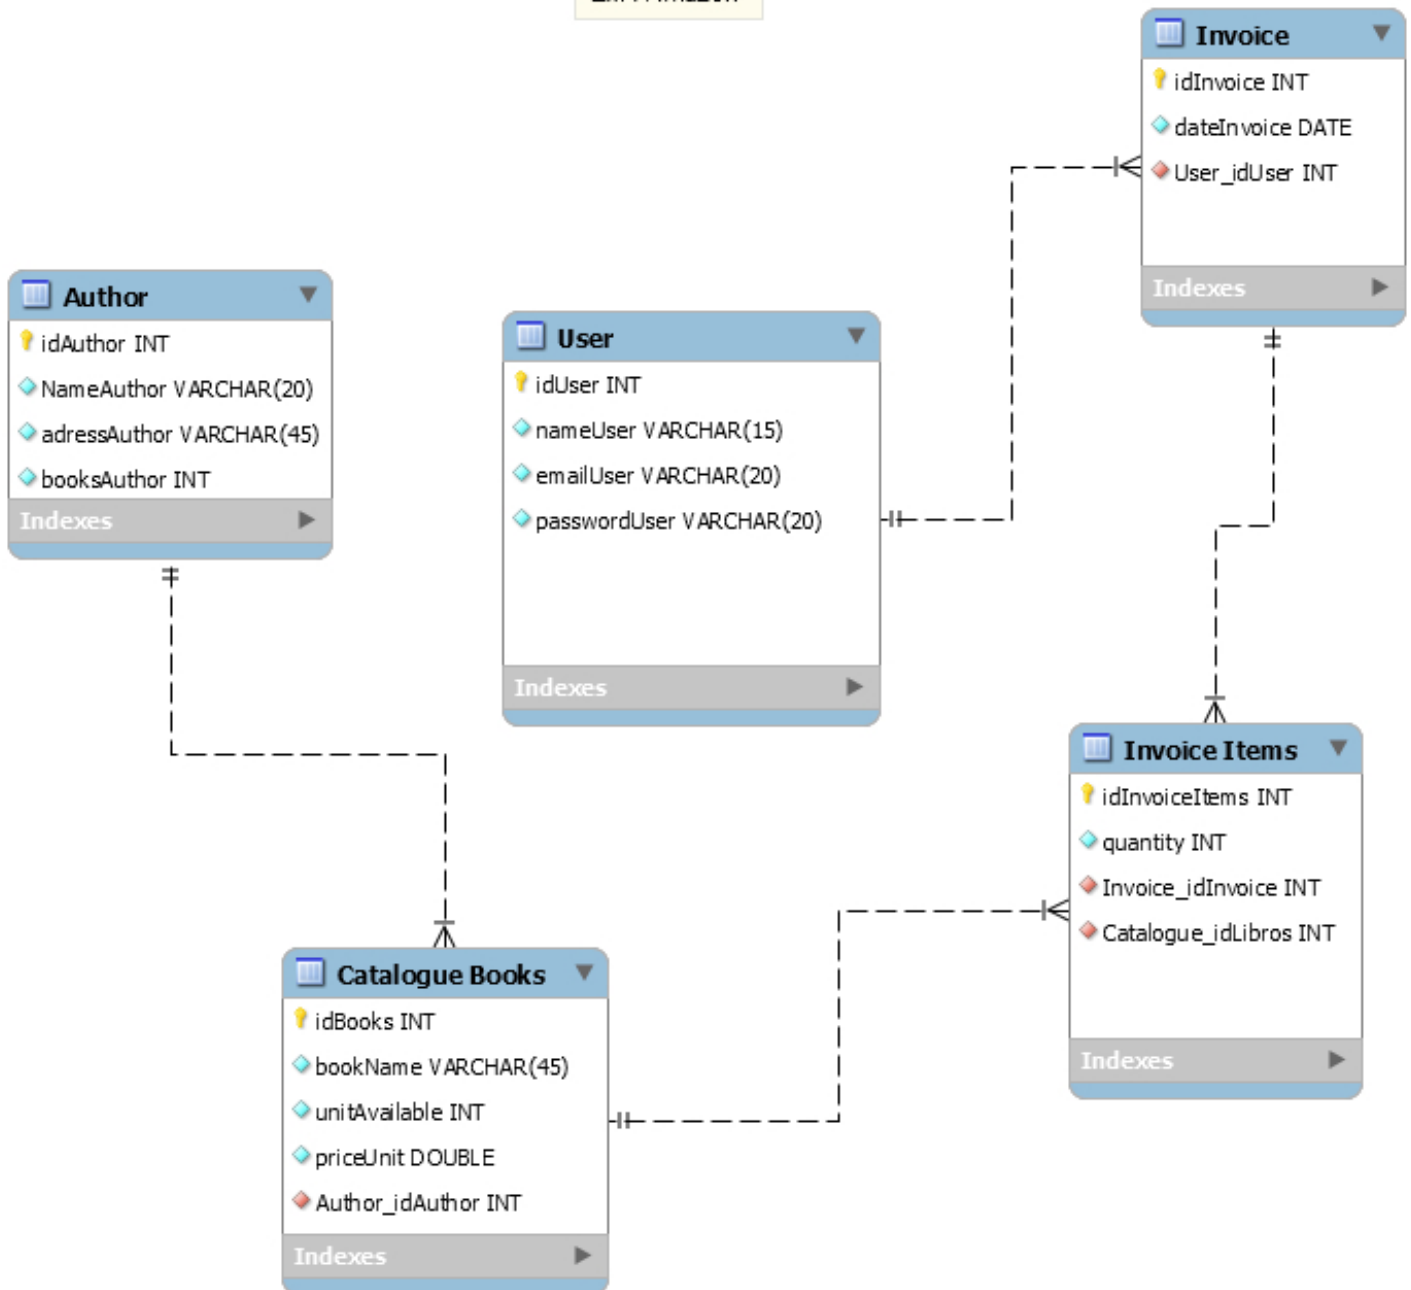 Invoice
idInvoice INT
dateInvoice DATE
User_idUser INT
Indexes
Author
idAuthor INT
NameAuthor VARCHAR(20)
adressAuthor VARCHAR(45)
booksAuthor INT
Indexes
User
idUser INT
nameUser VARCHAR(15)
emailUser VARCHAR(20)
passwordUser VARCHAR(20)
Indexes
Invoice Items
idInvoiceItems INT
quantity INT
Invoice_idInvoice INT
Catalogue_idLibros INT
Indexes
Catalogue Books
idBooks INT
bookName VARCHAR(45)
unitAvailable INT
priceUnit DOUBLE
Author_idAuthor INT
Indexes